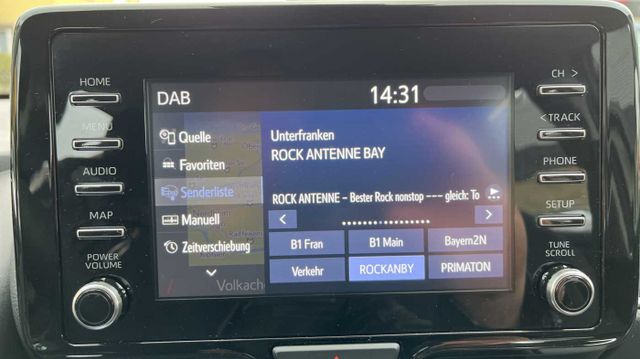 HOME
MENU
AUDIO
MAP
POWER
VOLUME
CH >
< TRACK
PHONE
SETUP
TUNE
SCROLL
DAB
14:31
Quelle
Favoriten
Senderliste
Manuell
Zeitverschiebung
Unterfranken
ROCK ANTENNE BAY
ROCK ANTENNE – Bester Rock nonstop --- gleich: To
B1 Fran
B1 Main
Bayern2N
Verkehr
ROCKANBY
PRIMATON
Volkach